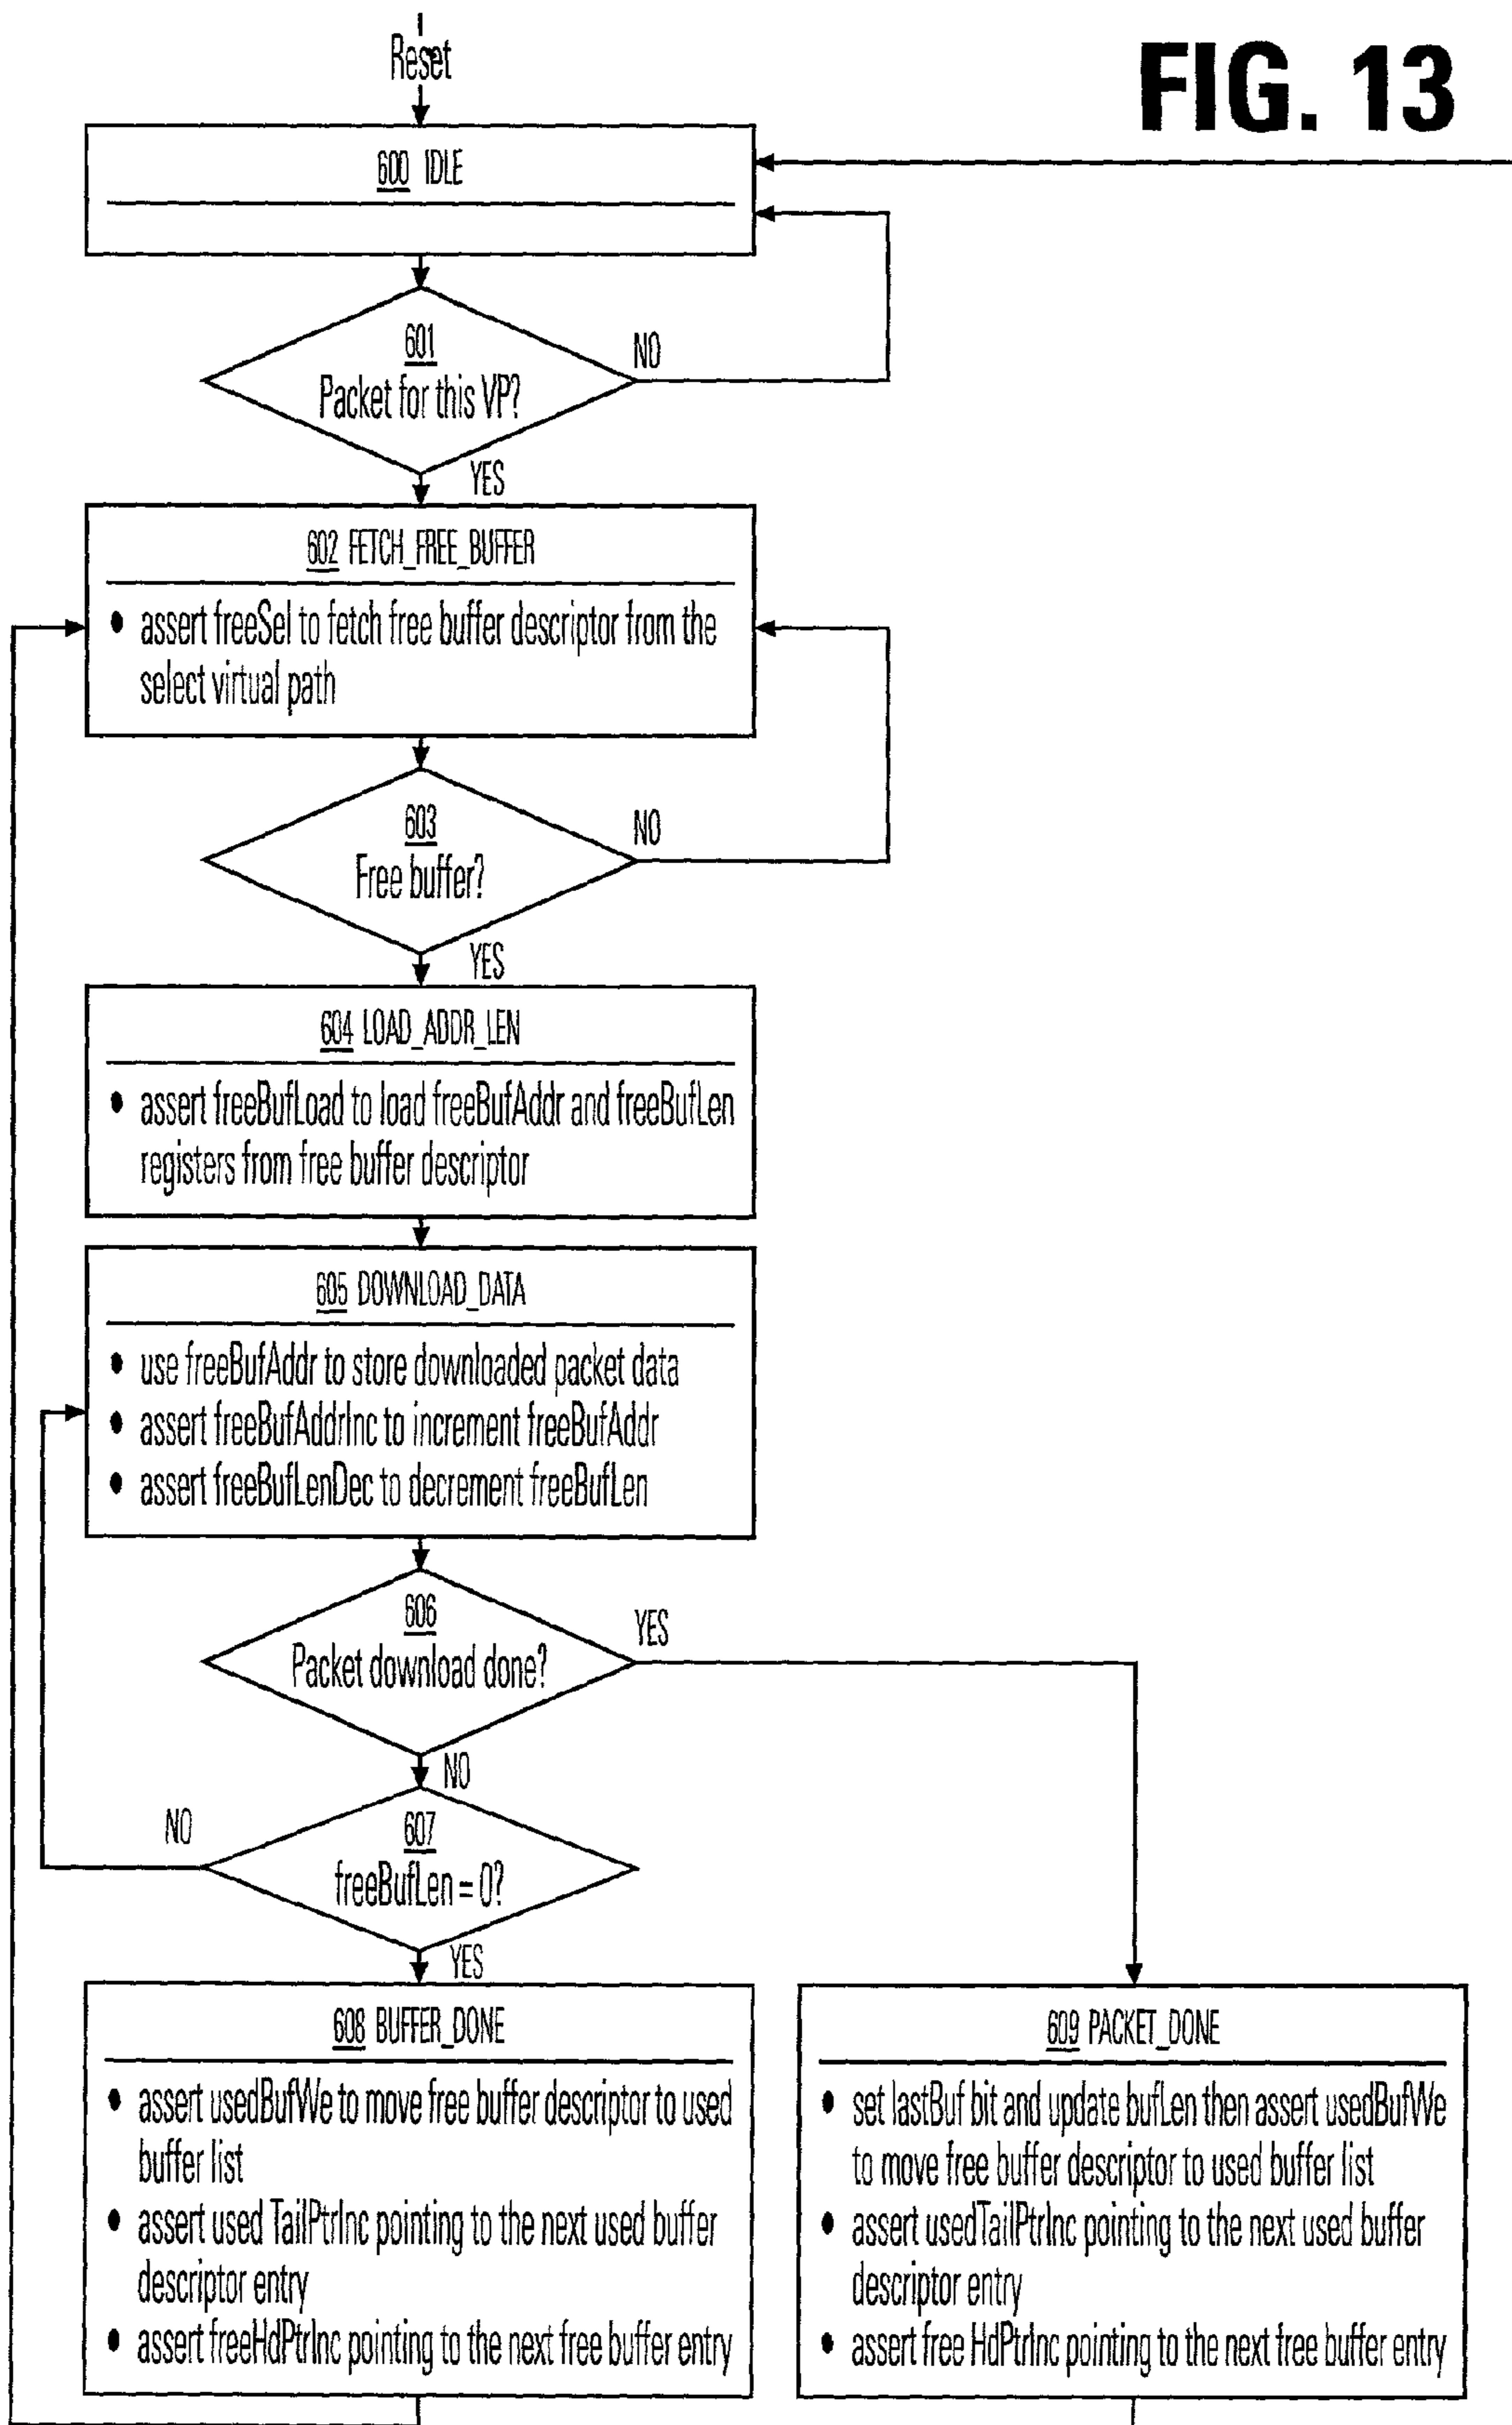 FIG. 13
Reset
600 IDLE
601
Packet for this VP?
NO
YES
602 FETCH_FREE_BUFFER
• assert freeSel to fetch free buffer descriptor from the
select virtual path
603
Free buffer?
NO
YES
604 LOAD_ADDR_LEN
• assert freeBufLoad to load freeBufAddr and freeBufLen
registers from free buffer descriptor
605 DOWNLOAD_DATA
• use freeBufAddr to store downloaded packet data
• assert freeBufAddrInc to increment freeBufAddr
• assert freeBufLenDec to decrement freeBufLen
606
Packet download done?
YES
NO
607
freeBufLen = 0?
NO
YES
608 BUFFER_DONE
• assert usedBufWe to move free buffer descriptor to used
buffer list
• assert used TailPtrInc pointing to the next used buffer
descriptor entry
• assert freeHdPtrInc pointing to the next free buffer entry
609 PACKET_DONE
• set lastBuf bit and update bufLen then assert usedBufWe
to move free buffer descriptor to used buffer list
• assert usedTailPtrInc pointing to the next used buffer
descriptor entry
• assert free HdPtrInc pointing to the next free buffer entry